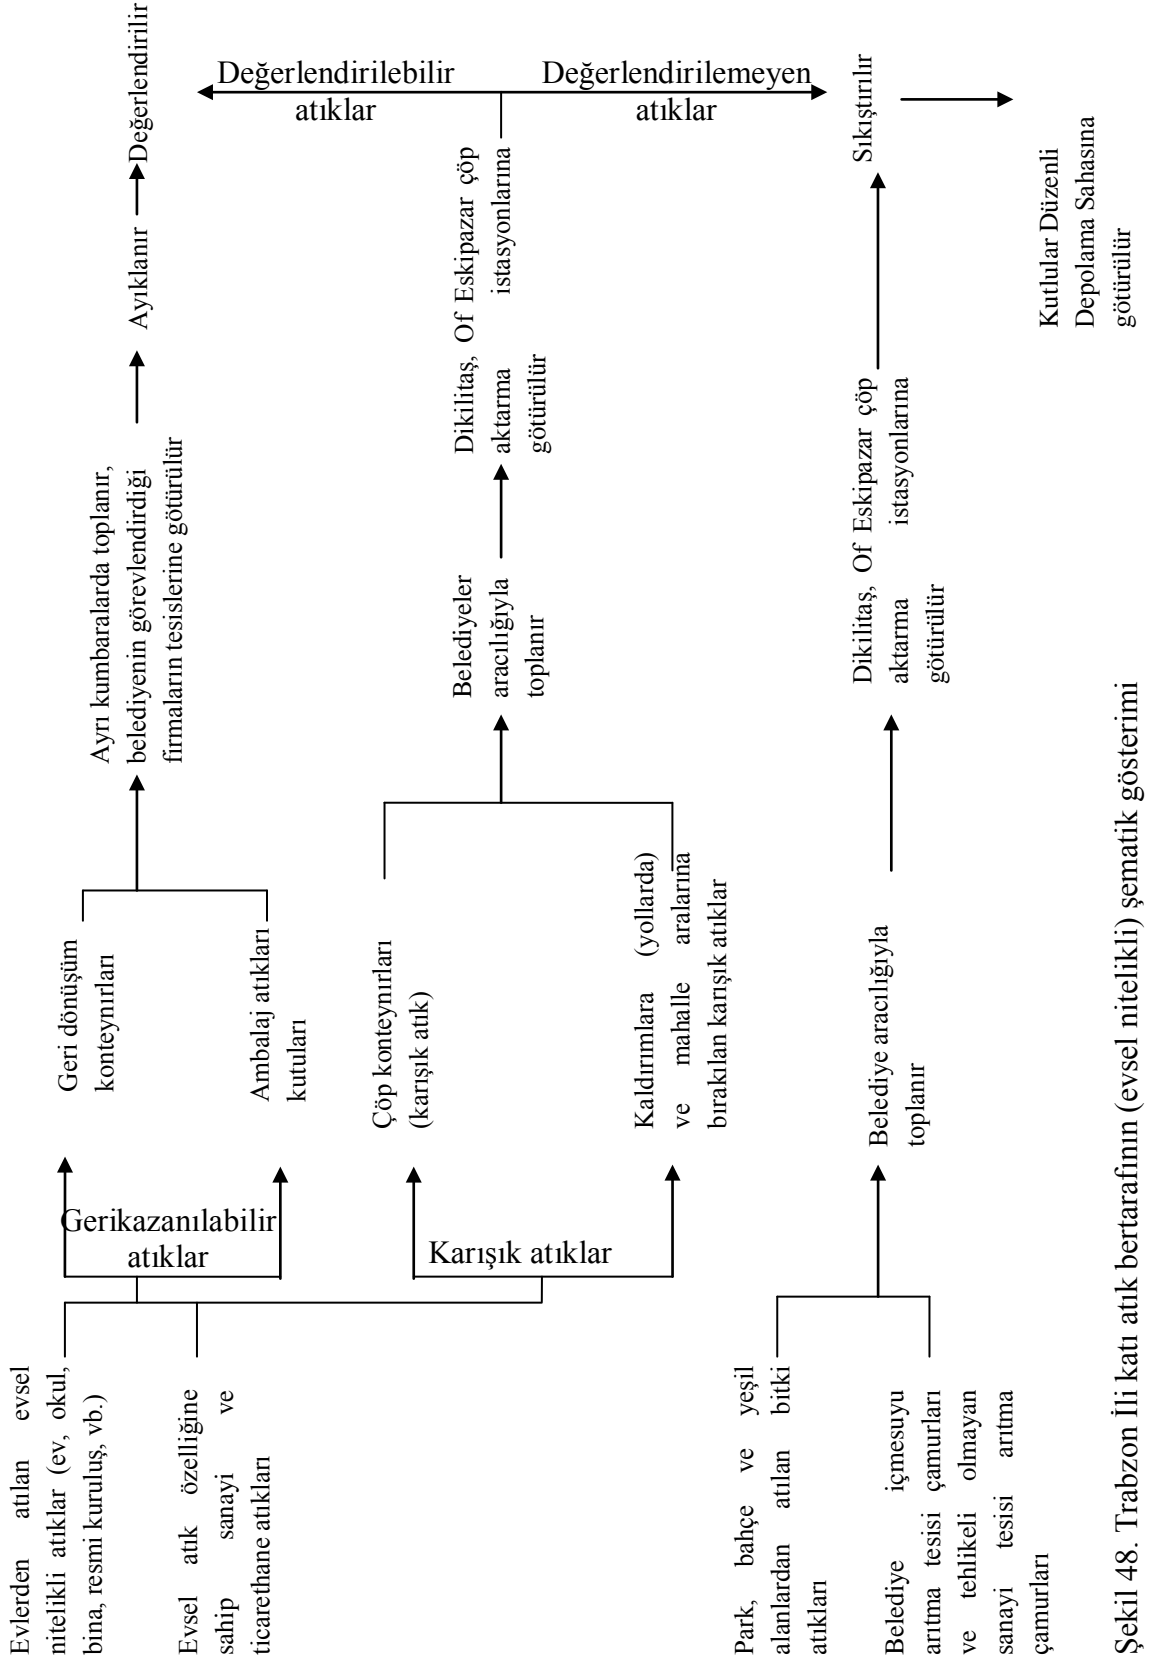 Evlerden atılan evsel
nitelikli atıklar (ev, okul,
bina, resmi kuruluş, vb.)
Evsel atık özelliğine
sahip sanayi ve
ticarethane atıkları
Gerikazanılabilir
atıklar
Geri dönüşüm
konteynırları
Ambalaj atıkları
kutuları
Ayrı kumbaralarda toplanır,
belediyenin görevlendirdiği
firmaların tesislerine götürülür
Ayıklanır
Değerlendirilir
Karışık atıklar
Çöp konteynırları
(karışık atık)
Kaldırımlara (yollarda)
ve mahalle aralarına
bırakılan karışık atıklar
Belediyeler
aracılığıyla
toplanır
Dikilitaş, Of Eskipazar çöp
aktarma istasyonlarına
götürülür
Değerlendirilebilir
atıklar
Değerlendirilemeyen
atıklar
Park, bahçe ve yeşil
alanlardan atılan bitki
atıkları
Belediye içmesuyu
arıtma tesisi çamurları
ve tehlikeli olmayan
sanayi tesisi arıtma
çamurları
Belediye aracılığıyla
toplanır
Dikilitaş, Of Eskipazar çöp
aktarma istasyonlarına
götürülür
Sıkıştırılır
Kutlular Düzenli
Depolama Sahasına
götürülür
Şekil 48. Trabzon İli katı atık bertarafının (evsel nitelikli) şematik gösterimi